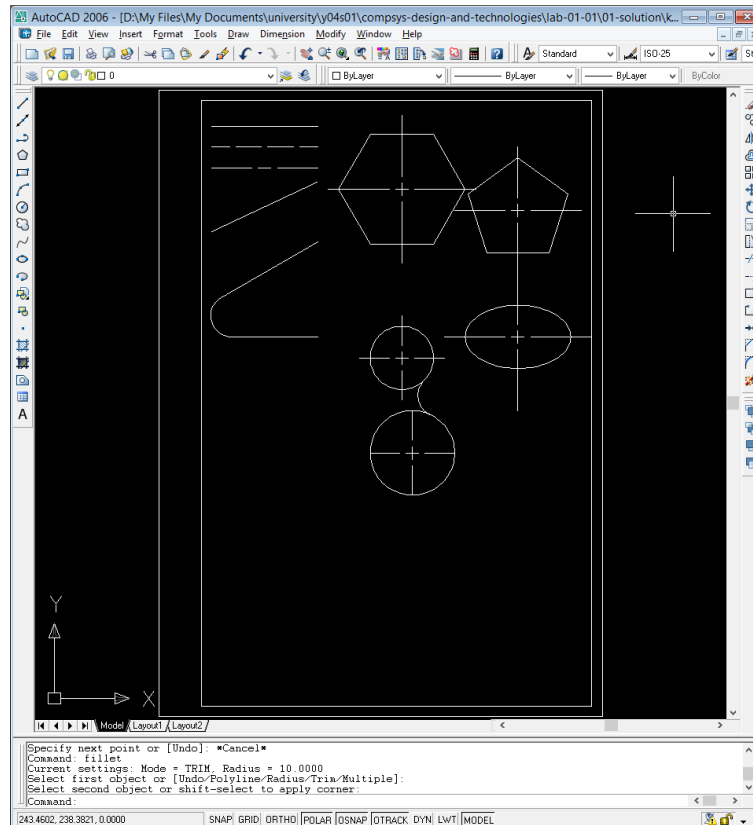 AutoCAD 2006 - [D:\My Files\My Documents\university\y04s01\compsys-design-and-technologies\lab-01-01\01-solution\k...
File Edit View Insert Format Tools Draw Dimension Modify Window Help
Standard ISO-25 St
0 ByLayer ByLayer ByLayer ByColor
A
Y
X
Model Layout1 Layout2
Specify next point or [Undo]: *Cancel*
Command: fillet
Current settings: Mode = TRIM, Radius = 10.0000
Select first object or [Undo/Polyline/Radius/Trim/Multiple]:
Select second object or shift-select to apply corner:
Command:
243.4602, 238.3821, 0.0000 SNAP GRID ORTHO POLAR OSNAP OTRACK DYN LWT MODEL